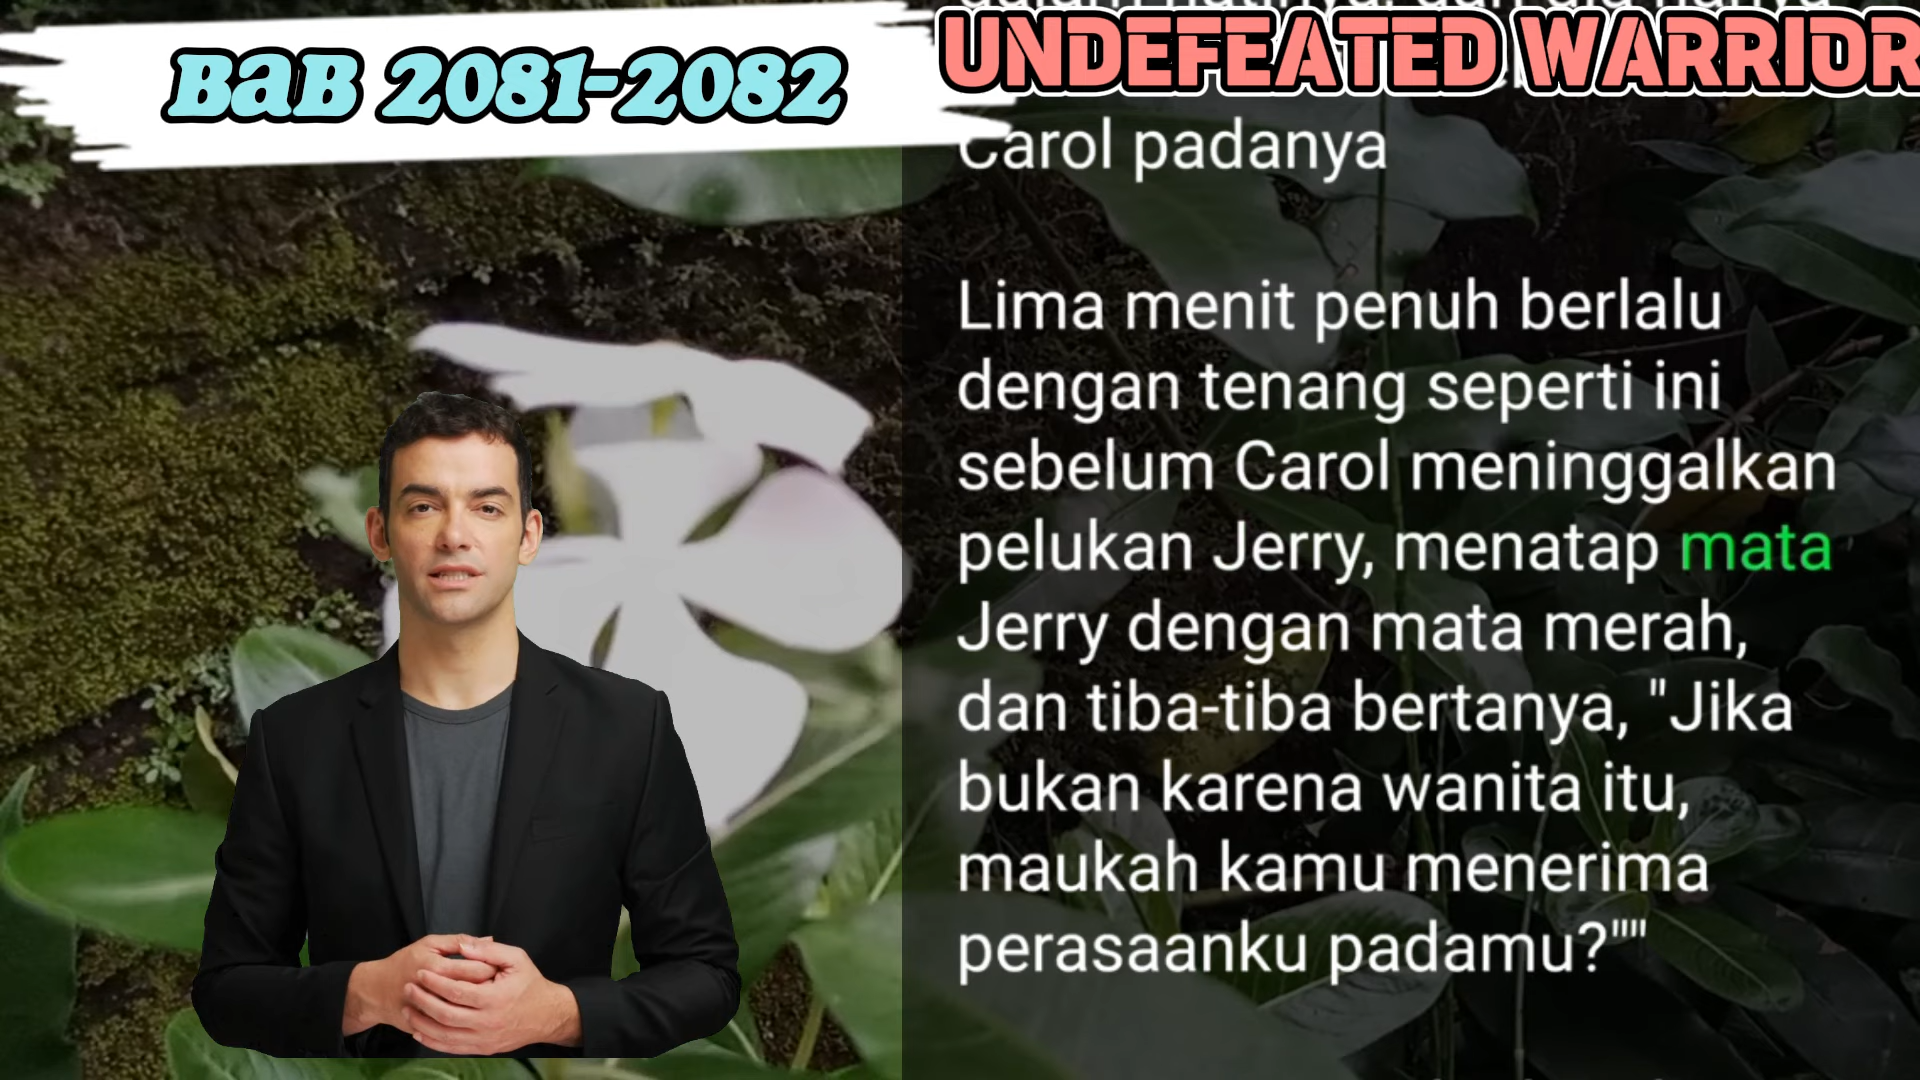 BAB 2081-2082
UNDEFEATED WARRIOR
Carol padanya
Lima menit penuh berlalu
dengan tenang seperti ini
sebelum Carol meninggalkan
pelukan Jerry, menatap mata
Jerry dengan mata merah,
dan tiba-tiba bertanya, "Jika
bukan karena wanita itu,
maukah kamu menerima
perasaanku padamu?""